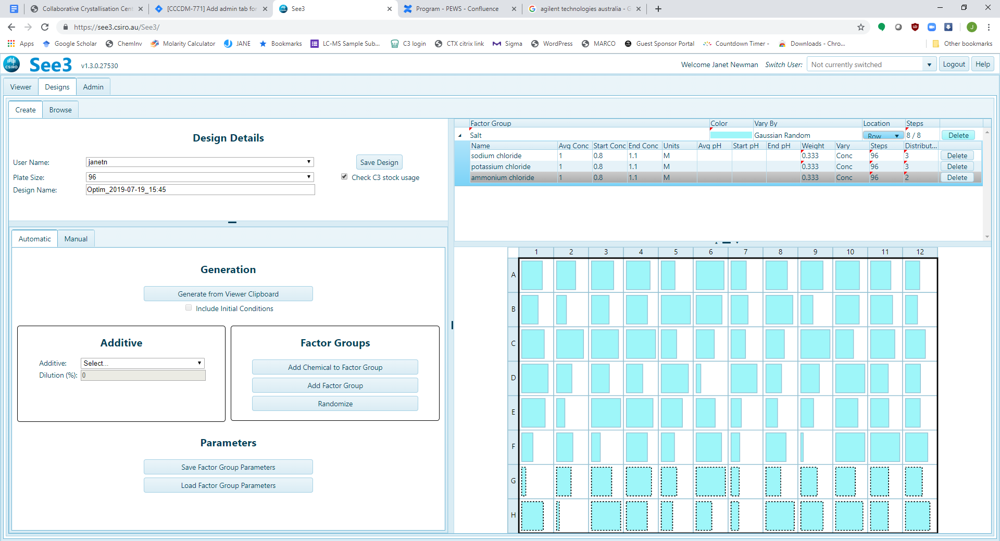 Collaborative Crystallisation Cent
[CCCDM-771] Add admin tab for
See3
Program - PEWS - Confluence
agilent technologies australia - G
https://see3.csiro.au/See3/
J
Apps
Google Scholar
ChemInv
Molarity Calculator
JANE
Bookmarks
LC-MS Sample Sub...
C3 login
CTX citrix link
Sigma
WordPress
MARCO
Guest Sponsor Portal
Countdown Timer -
Downloads - Chro...
Other bookmarks
CSIRO
See3 v1.3.0.27530
Welcome Janet Newman Switch User: Not currently switched Logout Help
Viewer Designs Admin
Create Browse
Design Details
User Name: janetn
Save Design
Plate Size: 96
Check C3 stock usage
Design Name: Optim_2019-07-19_15:45
Automatic Manual
Generation
Generate from Viewer Clipboard
Include Initial Conditions
Additive
Additive: Select...
Dilution (%): 0
Factor Groups
Add Chemical to Factor Group
Add Factor Group
Randomize
Parameters
Save Factor Group Parameters
Load Factor Group Parameters
Factor Group Color Vary By Location Steps
Salt Gaussian Random Row 8 / 8 Delete
Name Avg Conc Start Conc End Conc Units Avg pH Start pH End pH Weight Vary Steps Distribut...
sodium chloride 1 0.8 1.1 M 0.333 Conc 96 3 Delete
potassium chloride 1 0.8 1.1 M 0.333 Conc 96 3 Delete
ammonium chloride 1 0.8 1.1 M 0.333 Conc 96 2 Delete
1 2 3 4 5 6 7 8 9 10 11 12
A
B
C
D
E
F
G
H